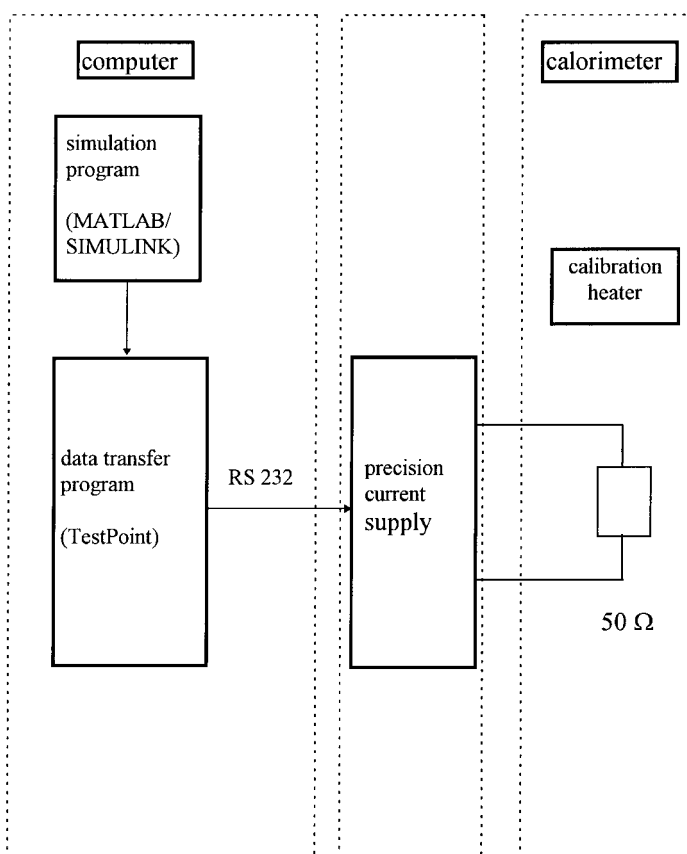 computer
simulation
program
(MATLAB/
SIMULINK)
data transfer
program
(TestPoint)
RS 232
precision
current
supply
calorimeter
calibration
heater
50 Ω